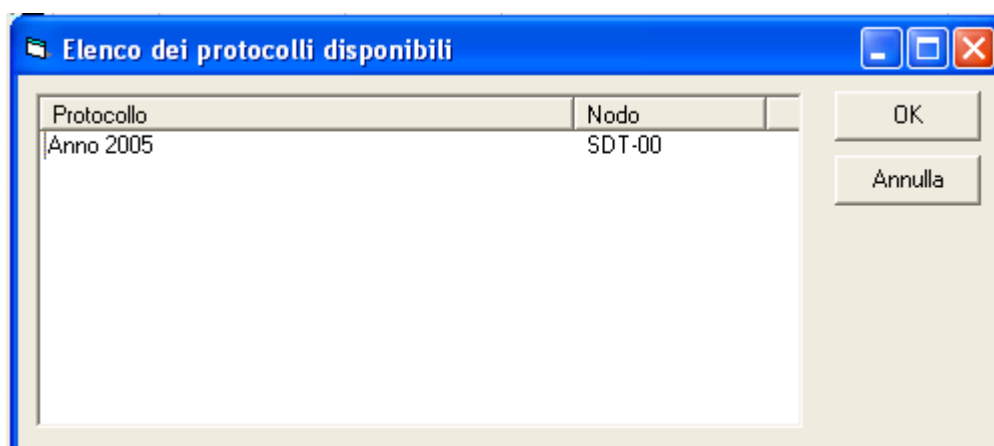 Elenco dei protocolli disponibili
Protocollo Nodo
Anno 2005 SDT-00
OK
Annulla